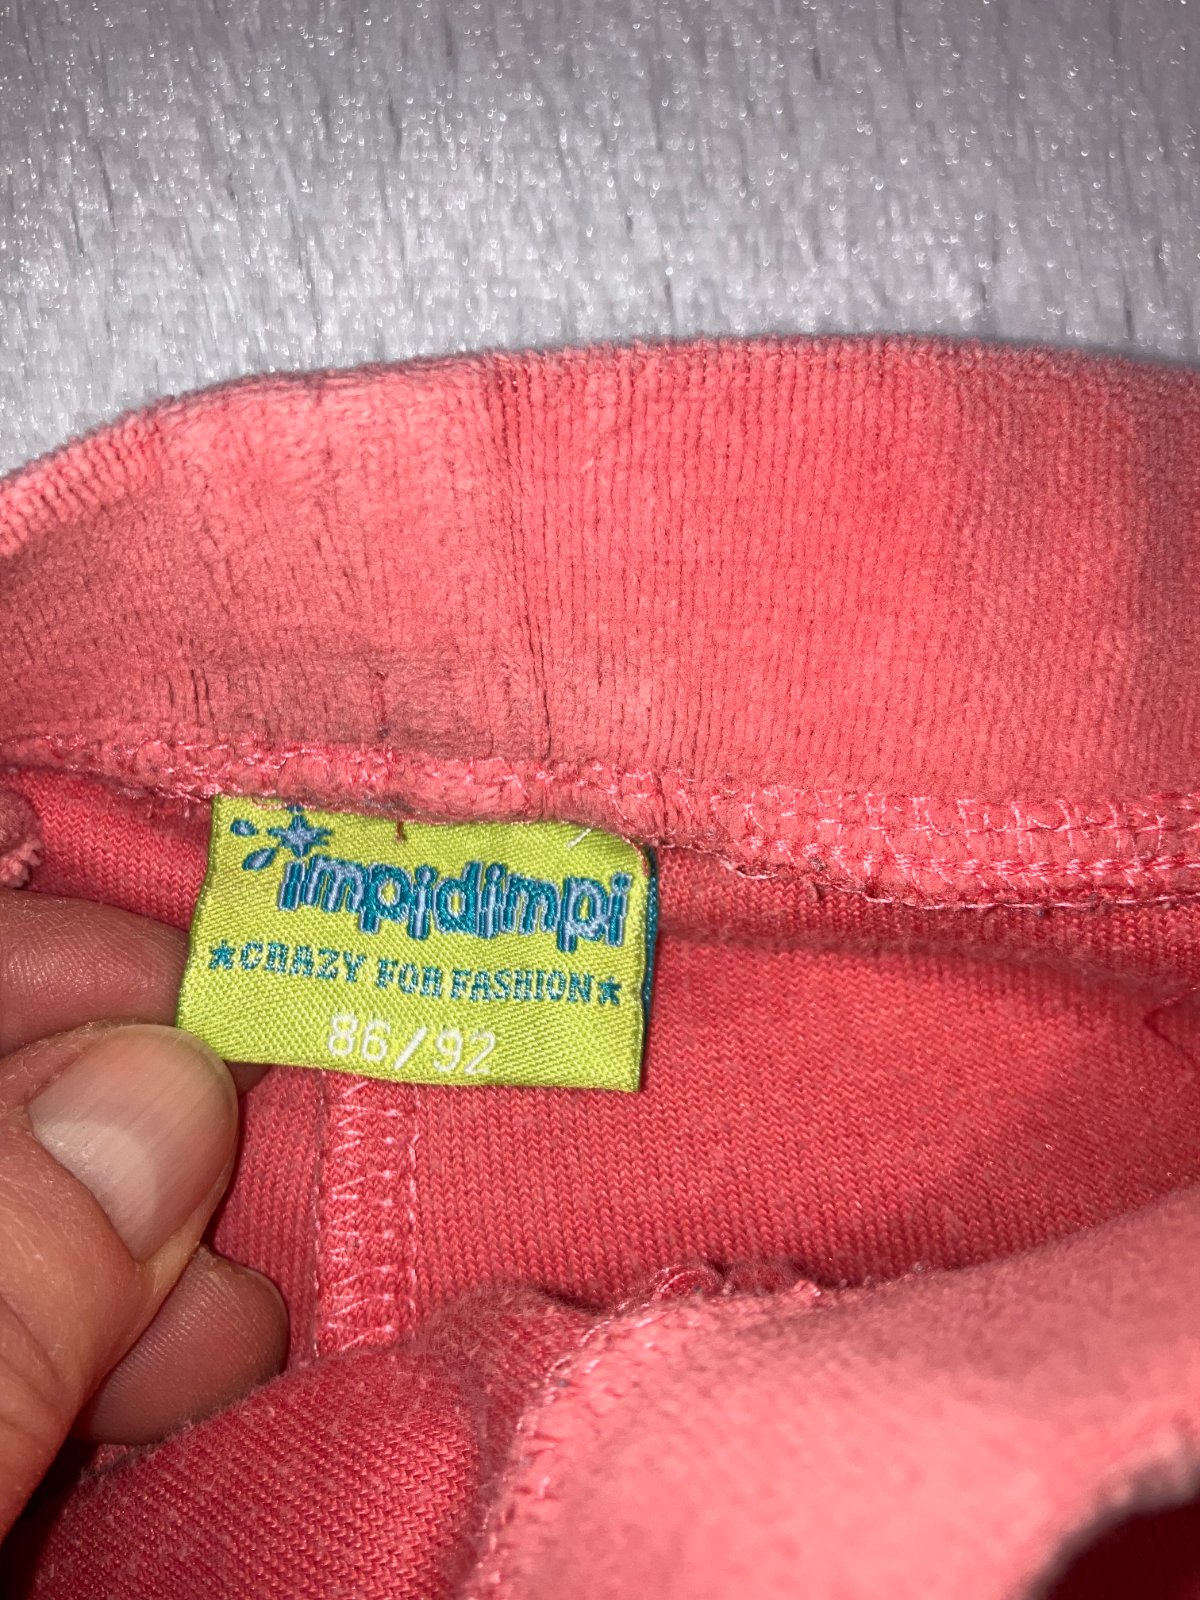 impidimpi
★CRAZY FOR FASHION★
86/92